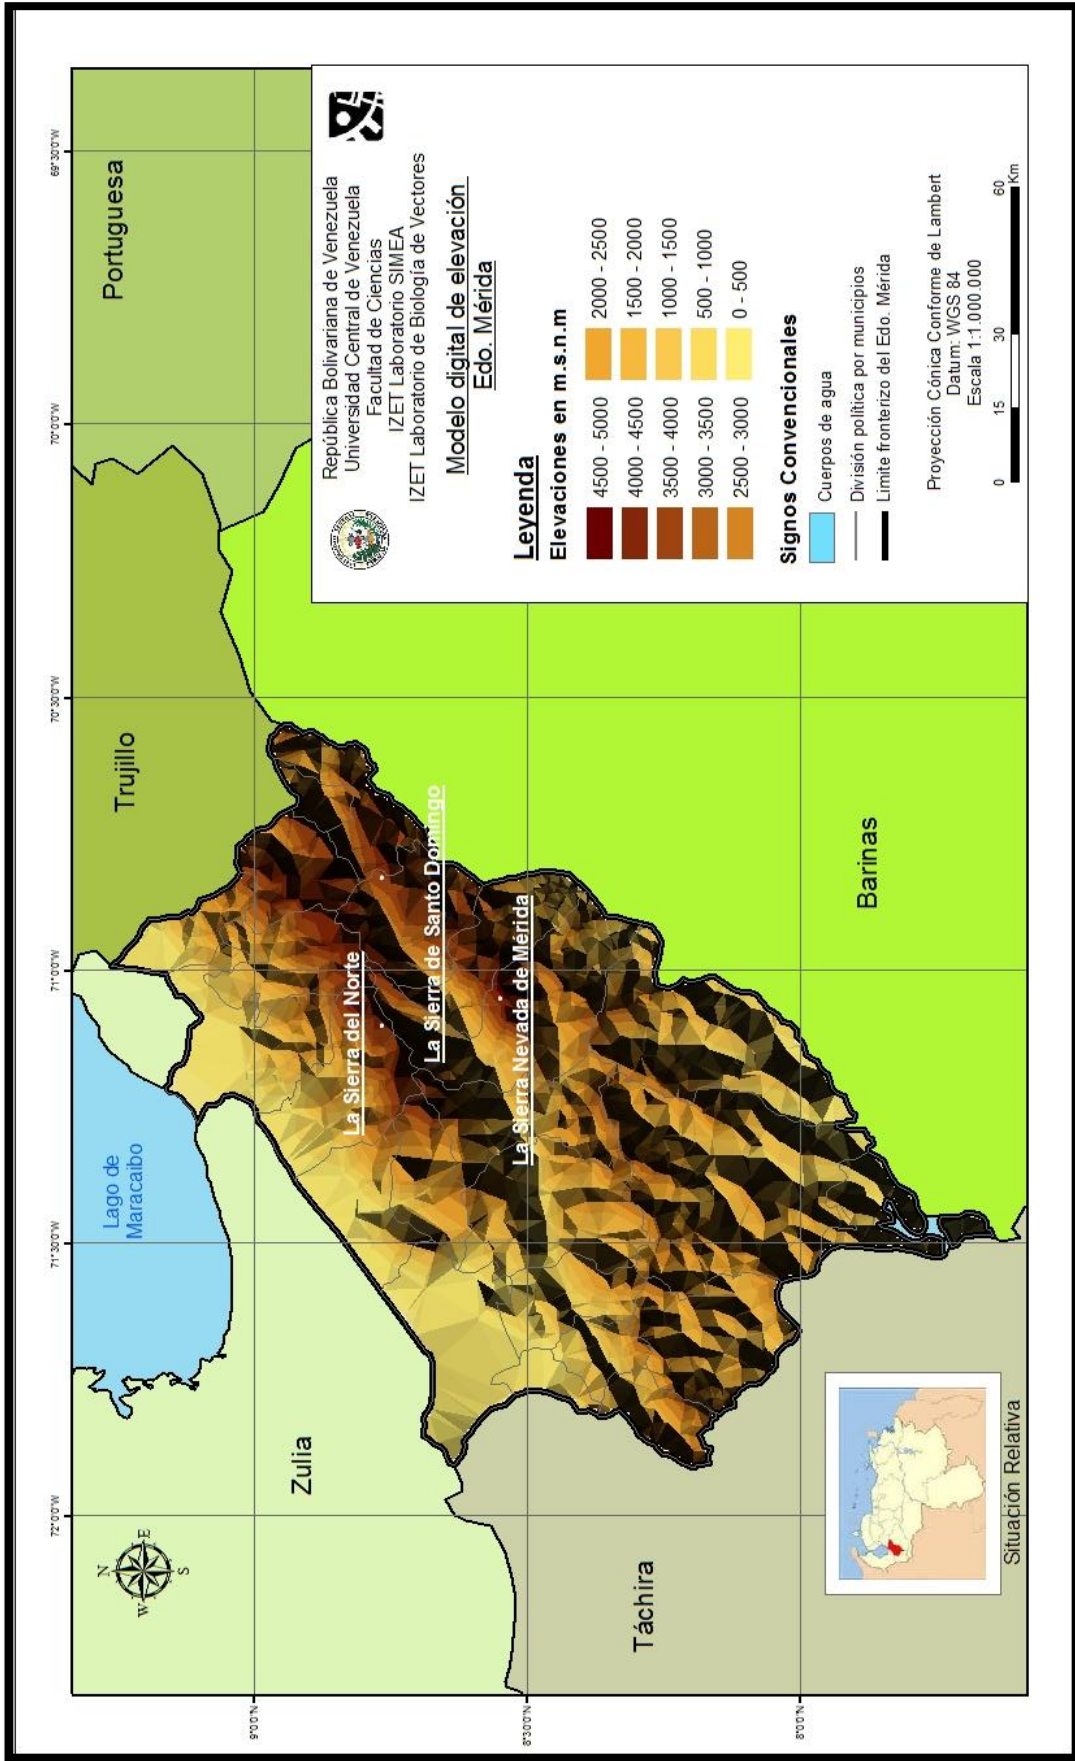 72°0'0"W
71°30'0"W
71°0'0"W
70°30'0"W
70°0'0"W
69°30'0"W
9°0'0"N
8°30'0"N
8°0'0"N
N
W
E
S
Lago de
Maracaibo
Zulia
Trujillo
Portuguesa
Táchira
Barinas
La Sierra del Norte
La Sierra de Santo Domingo
La Sierra Nevada de Mérida
República Bolivariana de Venezuela
Universidad Central de Venezuela
Facultad de Ciencias
IZET Laboratorio SIMEA
IZET Laboratorio de Biología de Vectores
Modelo digital de elevación
Edo. Mérida
Leyenda
Elevaciones en m.s.n.m
4500 - 5000
4000 - 4500
3500 - 4000
3000 - 3500
2500 - 3000
2000 - 2500
1500 - 2000
1000 - 1500
500 - 1000
0 - 500
Signos Convencionales
Cuerpos de agua
División política por municipios
Limite fronterizo del Edo. Mérida
Proyección Cónica Conforme de Lambert
Datum: WGS 84
Escala 1:1.000.000
0 15 30 60
Km
Situación Relativa